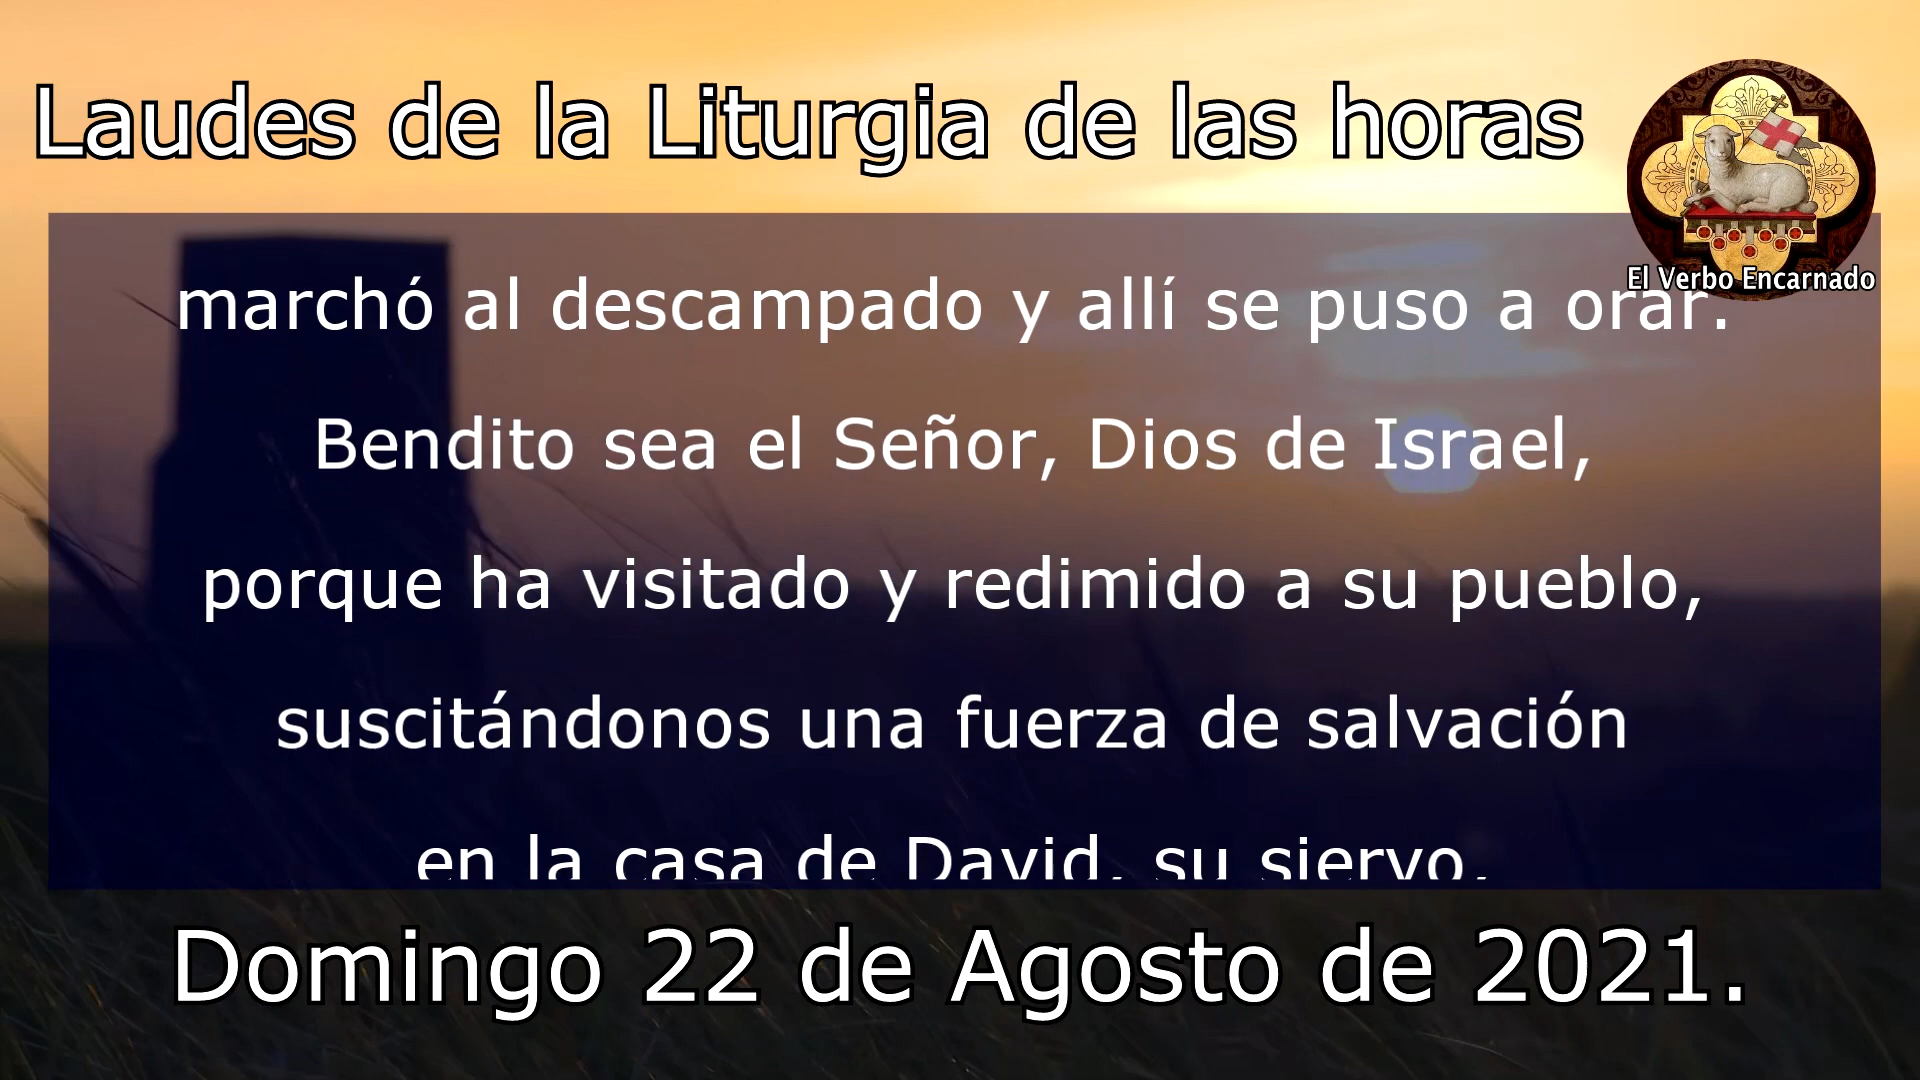 Laudes de la Liturgia de las horas
El Verbo Encarnado
marchó al descampado y allí se puso a orar.
Bendito sea el Señor, Dios de Israel,
porque ha visitado y redimido a su pueblo,
suscitándonos una fuerza de salvación
en la casa de David, su siervo,
Domingo 22 de Agosto de 2021.